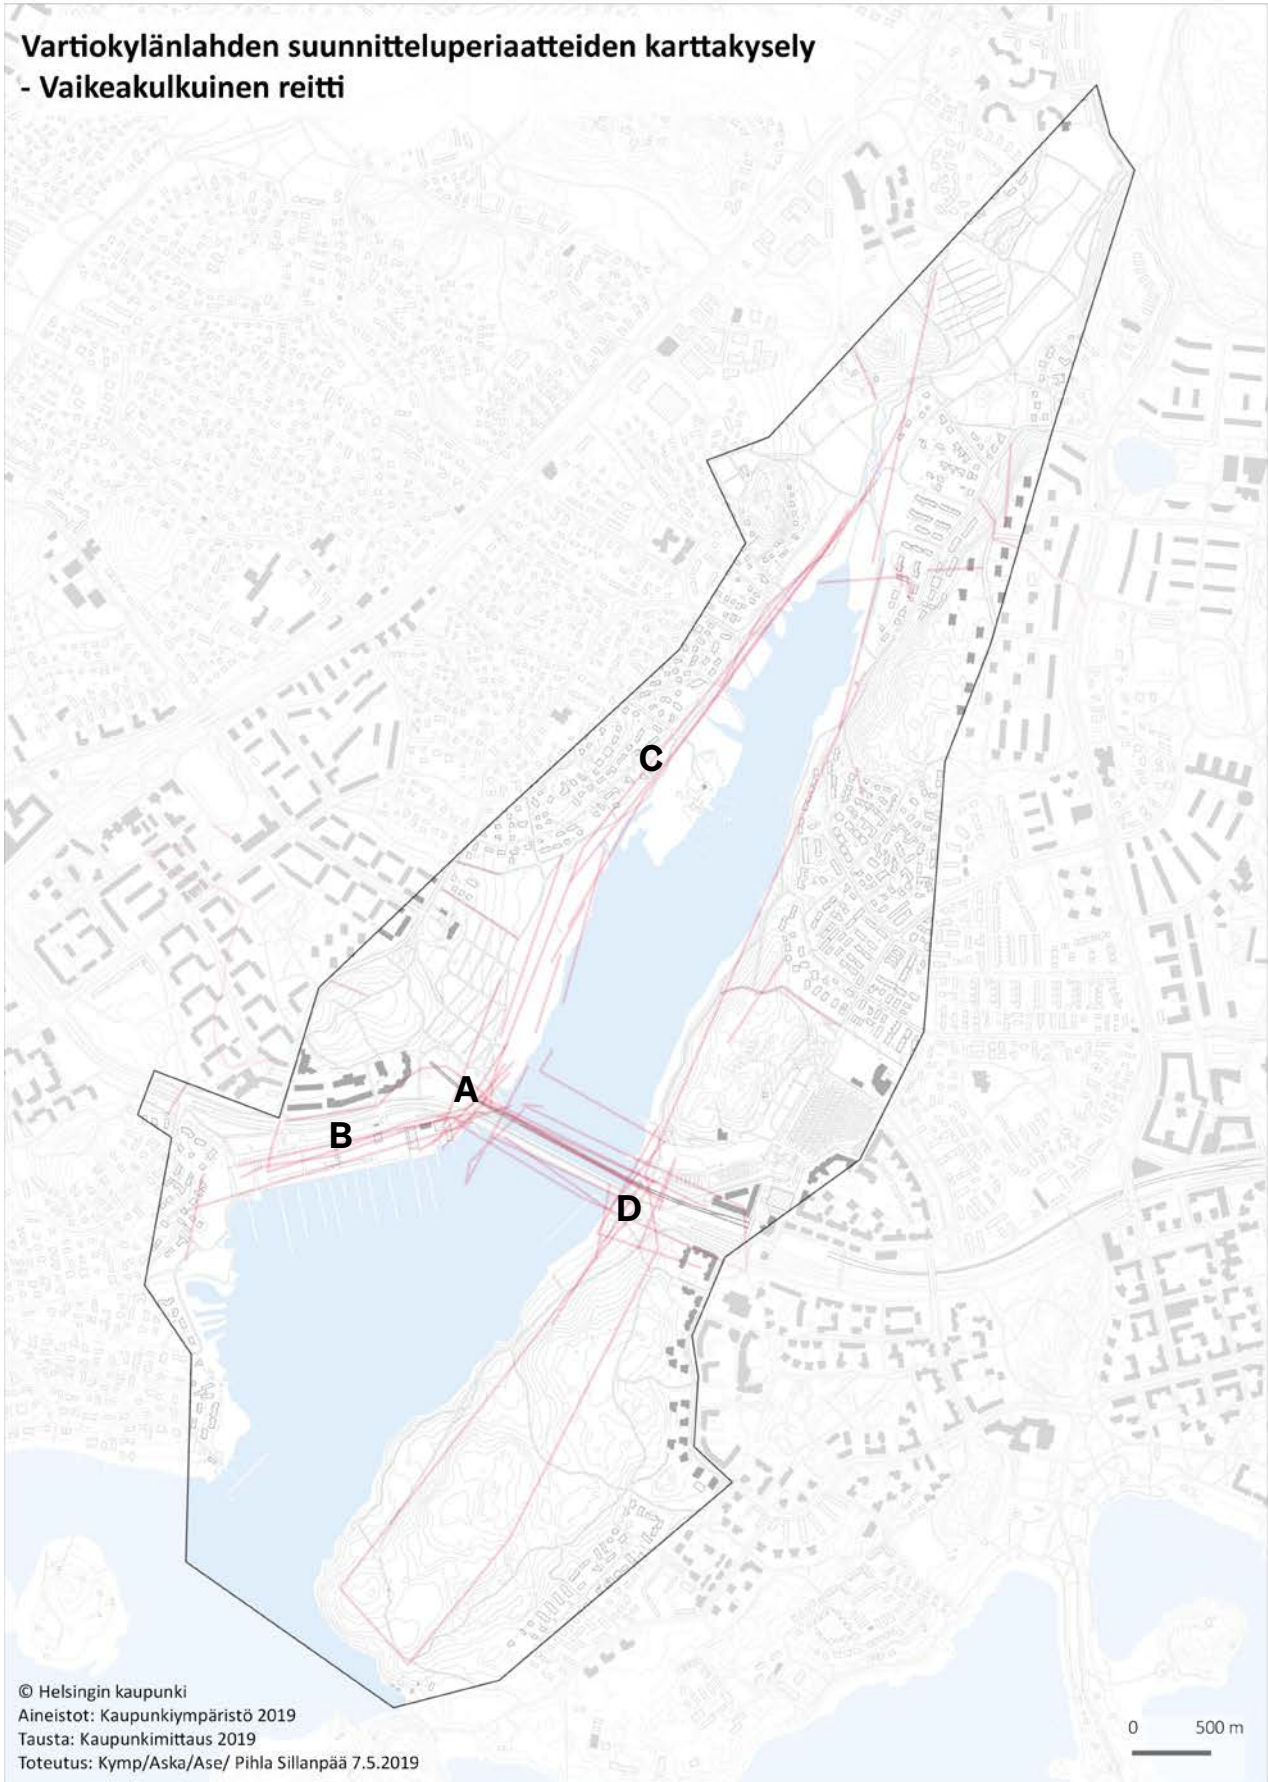 Vartiokylänlahden suunnitteluperiaatteiden karttakysely
- Vaikeakulkuinen reitti
C
A
B
D
© Helsingin kaupunki
Aineistot: Kaupunkiympäristö 2019
Tausta: Kaupunkimittaus 2019
Toteutus: Kymp/Aska/Ase/ Pihla Sillanpää 7.5.2019
0 500 m